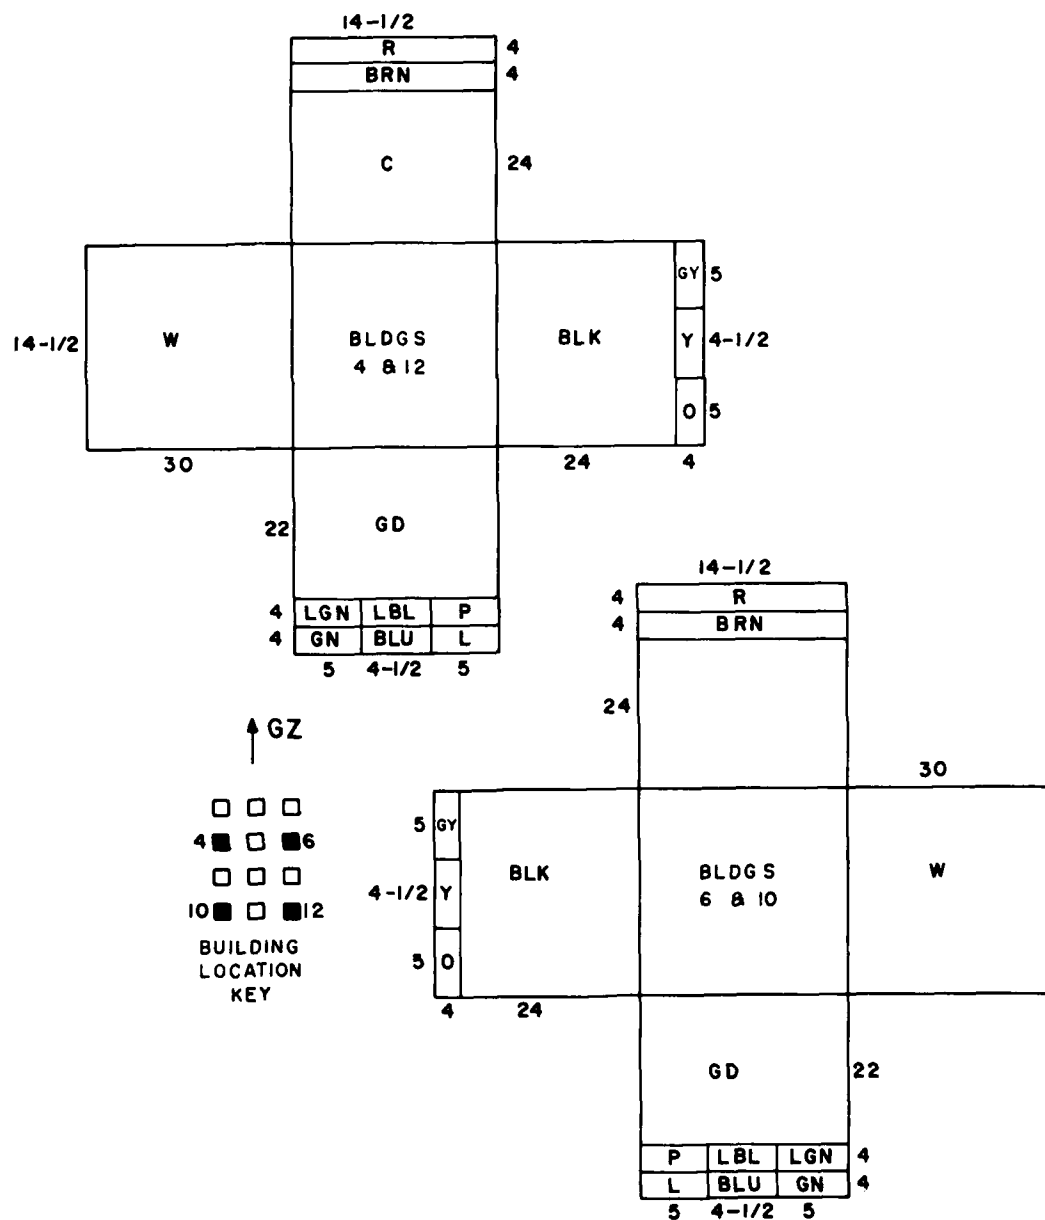 14-1/2
R 4
BRN 4
C 24
GY 5
14-1/2 W BLDGS BLK Y 4-1/2
4 & 12
O 5
30 24 4
22 GD
4 LGN LBL P
4 GN BLU L
5 4-1/2 5
14-1/2
4 R
4 BRN
24
GZ
30
5 GY
4 6
4-1/2 Y BLK BLDGS W
6 & 10
10 12
BUILDING
LOCATION
KEY
5 O
4 24
GD 22
P LBL LGN 4
L BLU GN 4
5 4-1/2 5